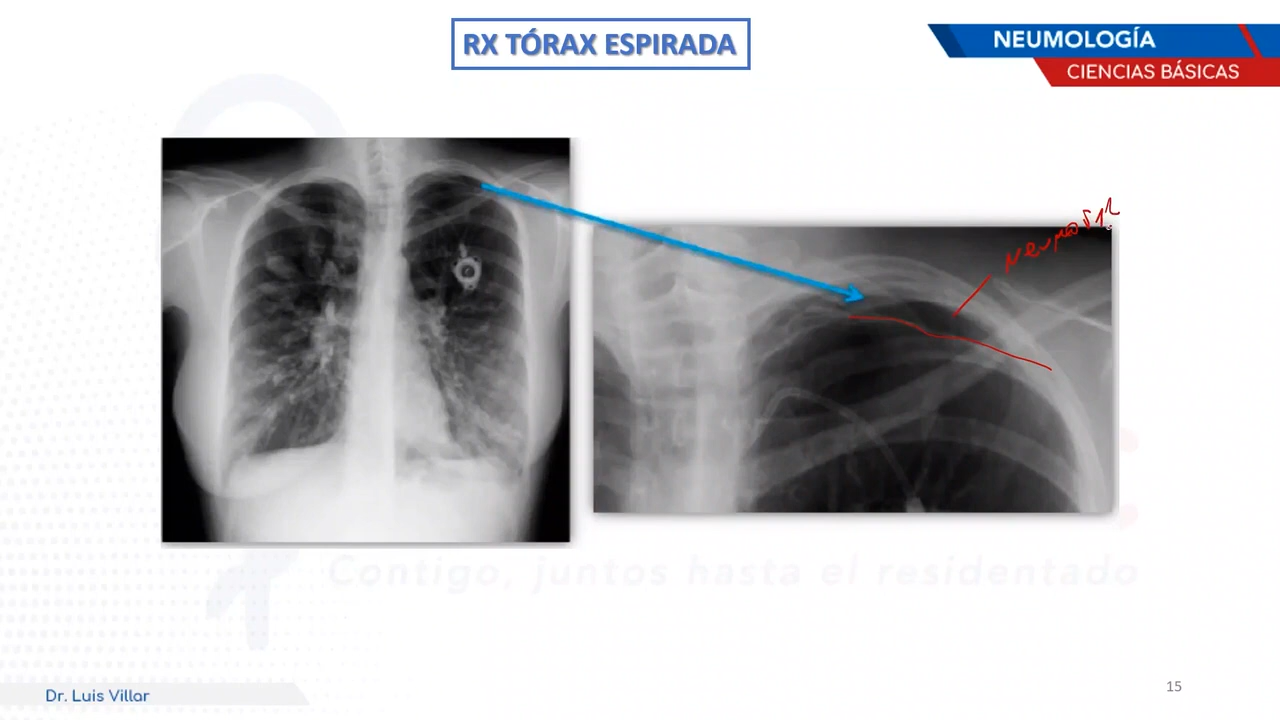 RX TÓRAX ESPIRADA
NEUMOLOGÍA
CIENCIAS BÁSICAS
Contigo, juntos hasta el residentado
Dr. Luis Villar
15